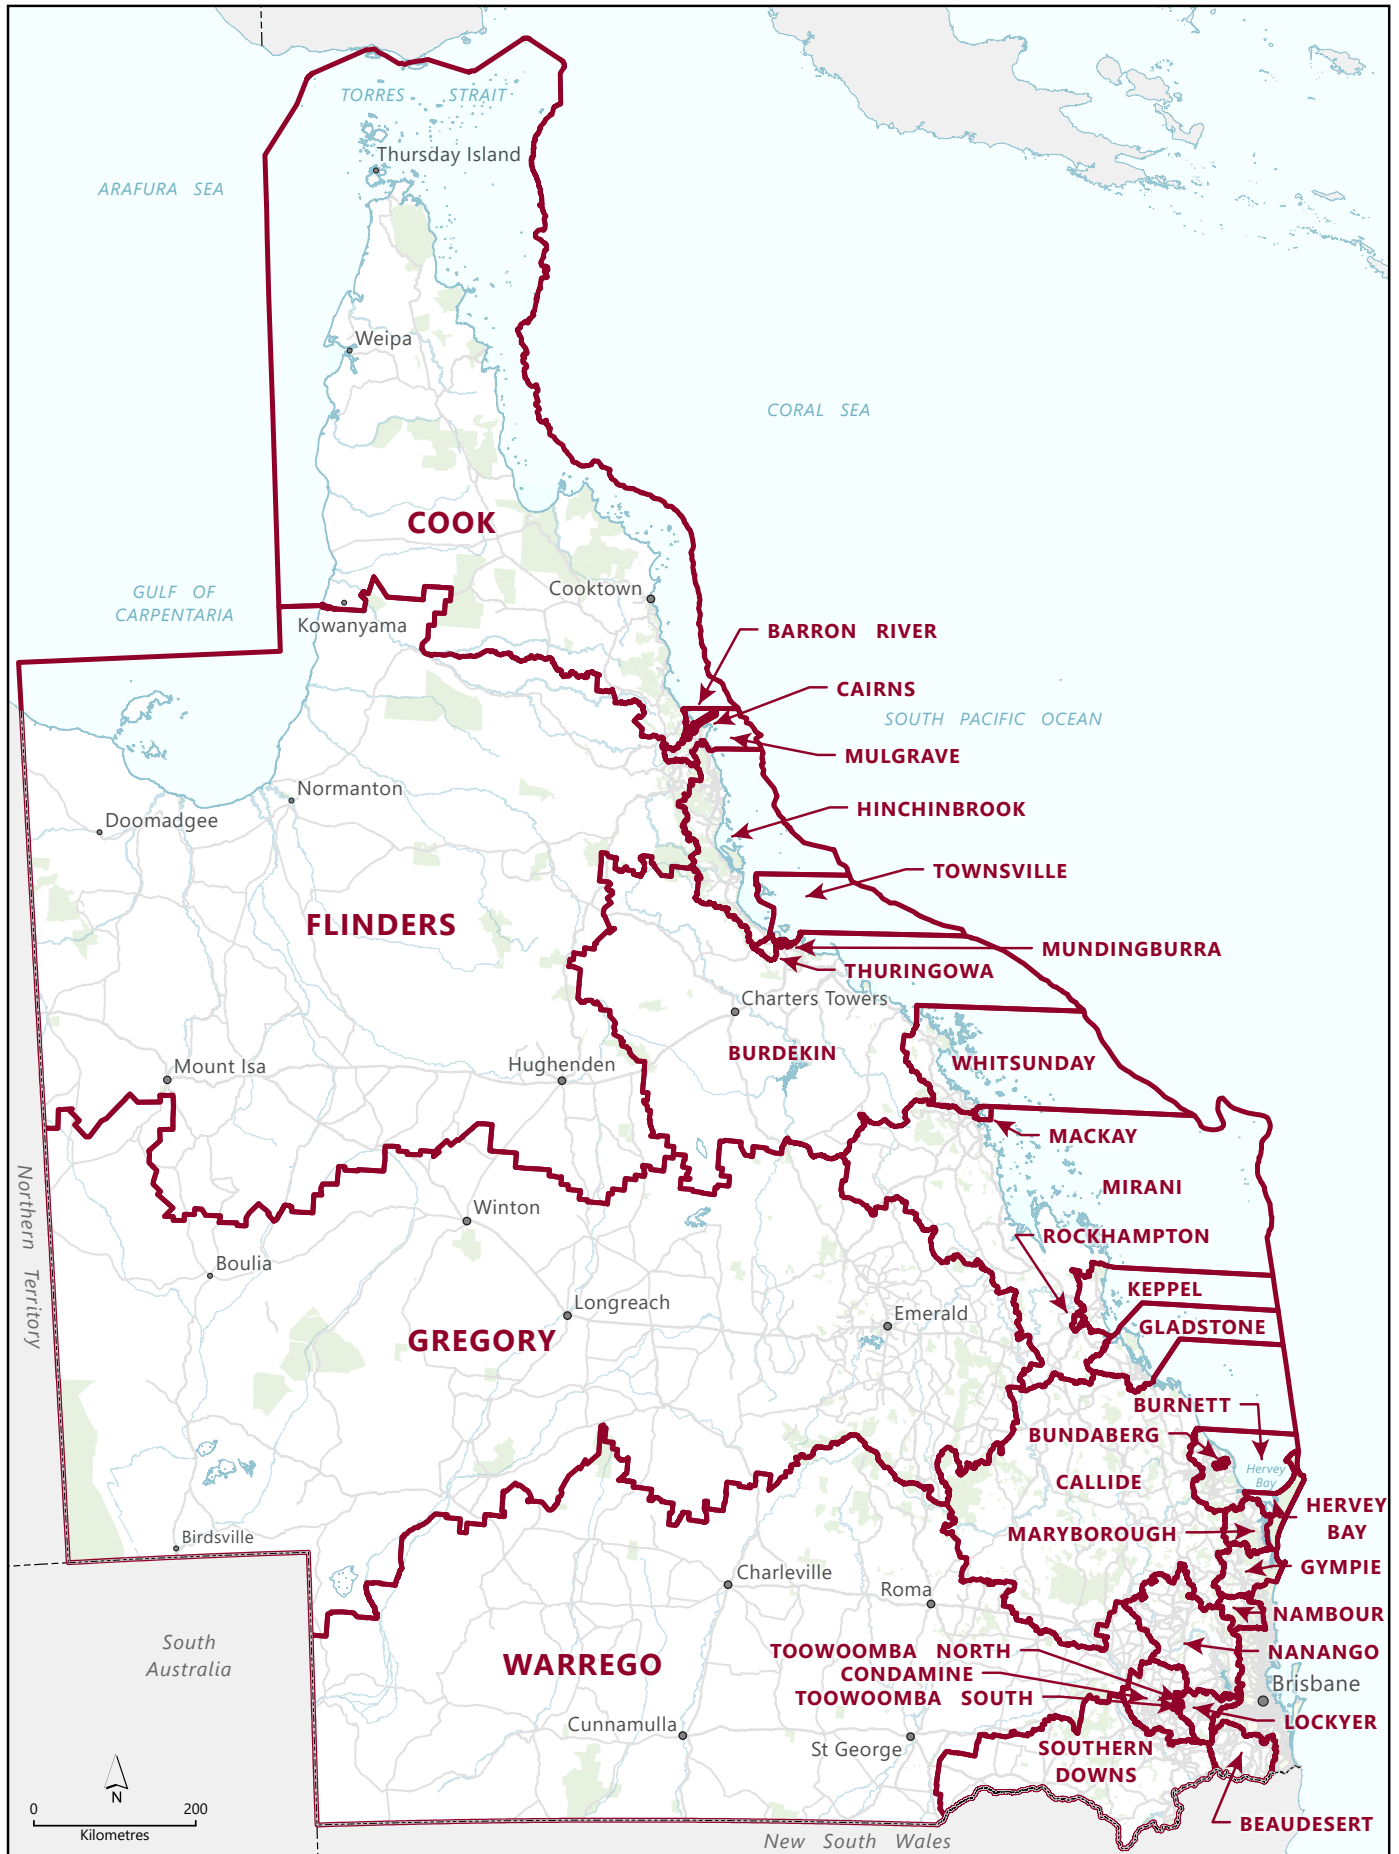 TORRES STRAIT
Thursday Island
ARAFURA SEA
Weipa
CORAL SEA
COOK
GULF OF
CARPENTARIA
Cooktown
Kowanyama
BARRON RIVER
CAIRNS
SOUTH PACIFIC OCEAN
MULGRAVE
Normanton
HINCHINBROOK
Doomadgee
TOWNSVILLE
FLINDERS
MUNDINGBURRA
THURINGOWA
Charters Towers
BURDEKIN
WHITSUNDAY
Mount Isa
Hughenden
MACKAY
MIRANI
Northern Territory
Winton
ROCKHAMPTON
Boulia
KEPPEL
Longreach
Emerald
GLADSTONE
GREGORY
BURNETT
BUNDABERG
Hervey
Bay
CALLIDE
HERVEY
BAY
MARYBOROUGH
Birdsville
GYMPIE
Charleville
Roma
NAMBOUR
South
Australia
TOOWOOMBA NORTH
NANANGO
WARREGO
CONDAMINE
Brisbane
TOOWOOMBA SOUTH
LOCKYER
Cunnamulla
St George
SOUTHERN
DOWNS
N
0 200
Kilometres
BEAUDESERT
New South Wales